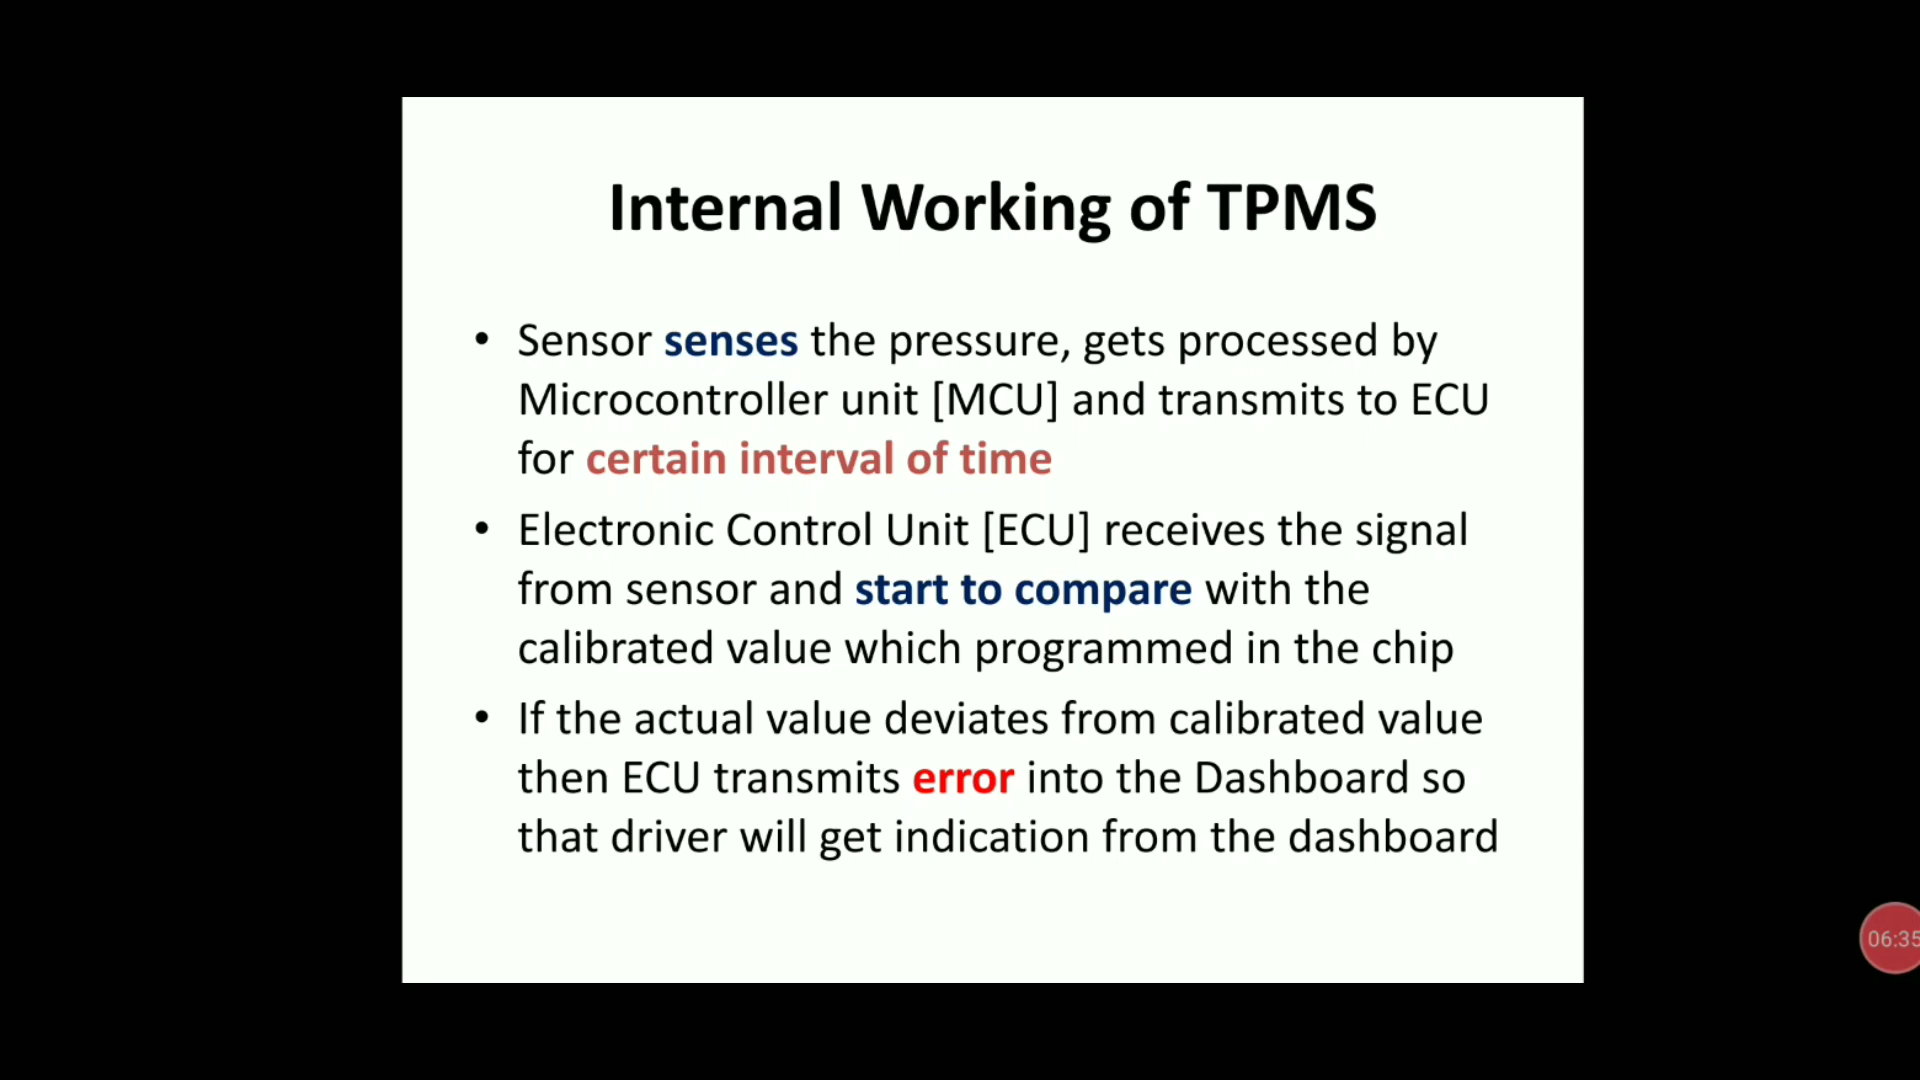 Internal Working of TPMS
• Sensor senses the pressure, gets processed by
Microcontroller unit [MCU] and transmits to ECU
for certain interval of time
• Electronic Control Unit [ECU] receives the signal
from sensor and start to compare with the
calibrated value which programmed in the chip
• If the actual value deviates from calibrated value
then ECU transmits error into the Dashboard so
that driver will get indication from the dashboard
06:35